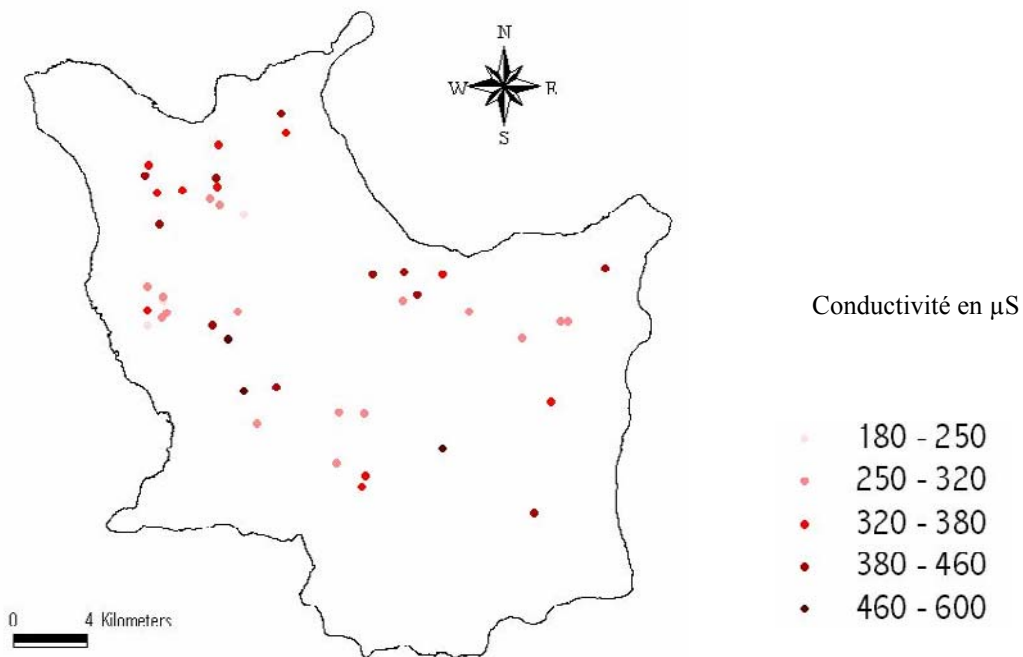 N
W E
S
Conductivité en µS
180 - 250
250 - 320
320 - 380
380 - 460
460 - 600
0 4 Kilometers